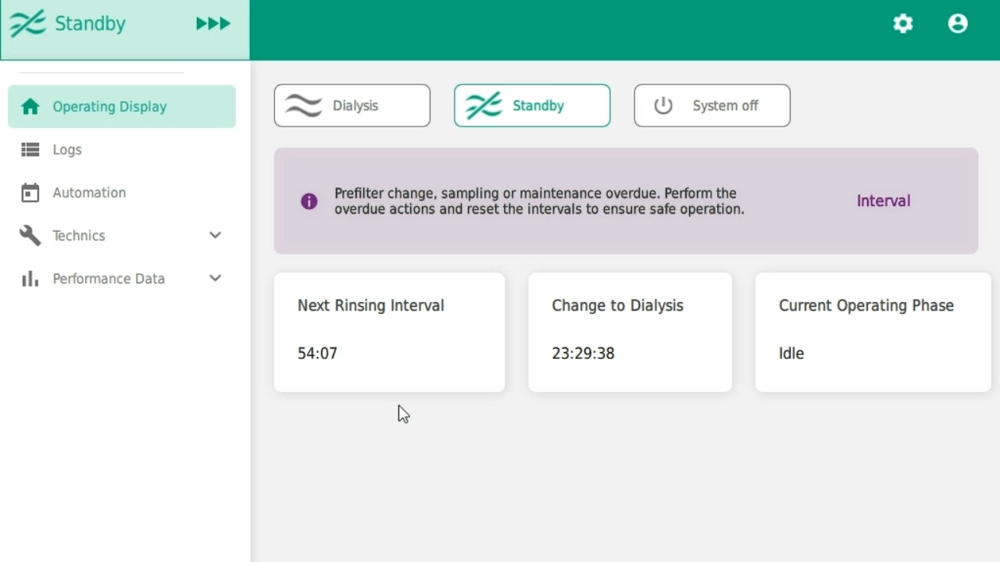 Standby
Operating Display
Logs
Automation
Technics
Performance Data
Dialysis
Standby
System off
Prefilter change, sampling or maintenance overdue. Perform the
overdue actions and reset the intervals to ensure safe operation.
Interval
Next Rinsing Interval
54:07
Change to Dialysis
23:29:38
Current Operating Phase
Idle